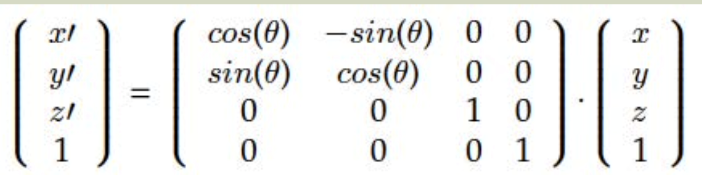 x′ cos(θ) −sin(θ) 0 0 x
y′ sin(θ) cos(θ) 0 0 y
z′ = 0 0 1 0 · z
1 0 0 0 1 1